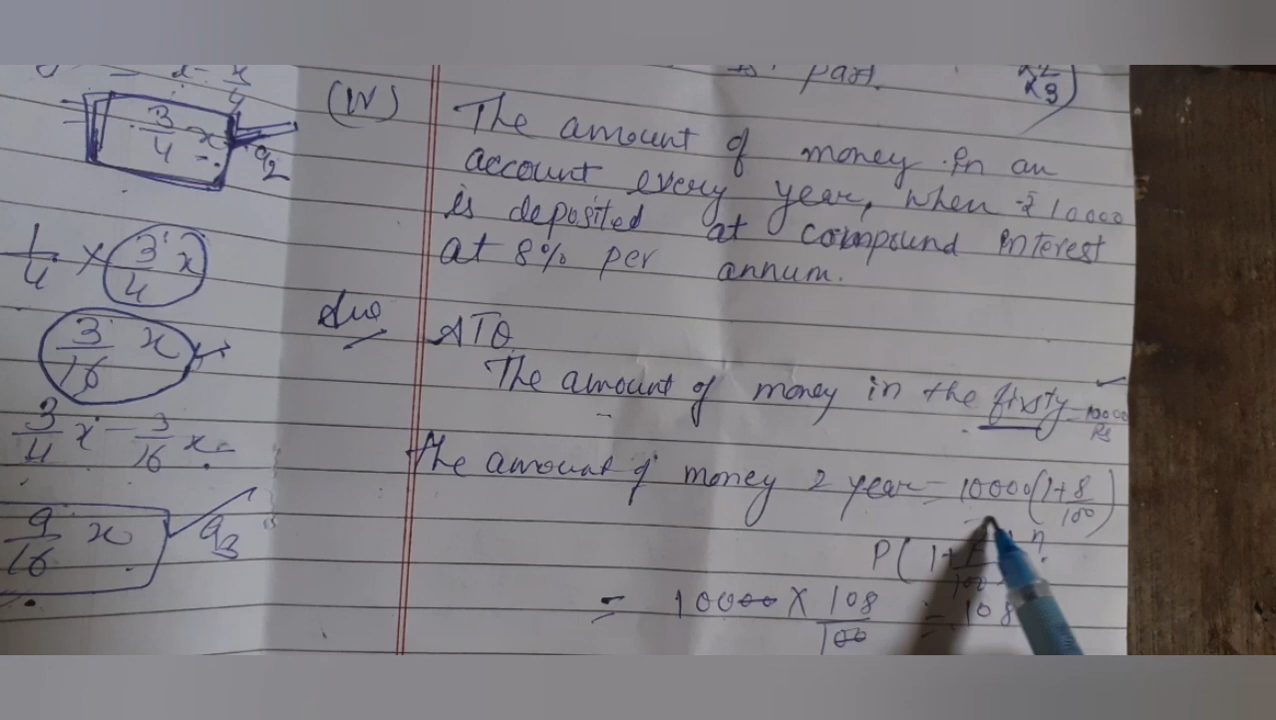 = x - x/4
= 3/4 x a2
1/4 × 3x/4
3/16 x
3/4 x - 3/16 x =
9/16 x a3
part.
(iv) The amount of money in an
account every year, when ₹ 10000
is deposited at compound interest
at 8% per annum.
Ans ATQ
The amount of money in the first y = 10000
Rs
The amount of money 2 year = 10000(1+8/100)
P(1+ /100 n
= 10000 × 108/100 = 108